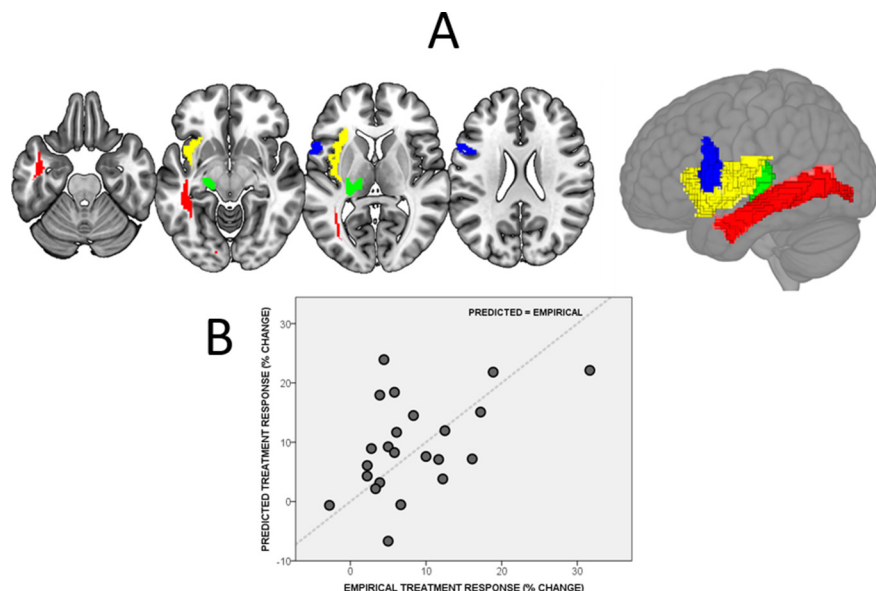 A
B
PREDICTED TREATMENT RESPONSE (% CHANGE)
30
20
10
0
-10
PREDICTED = EMPIRICAL
0
10
20
30
EMPIRICAL TREATMENT RESPONSE (% CHANGE)